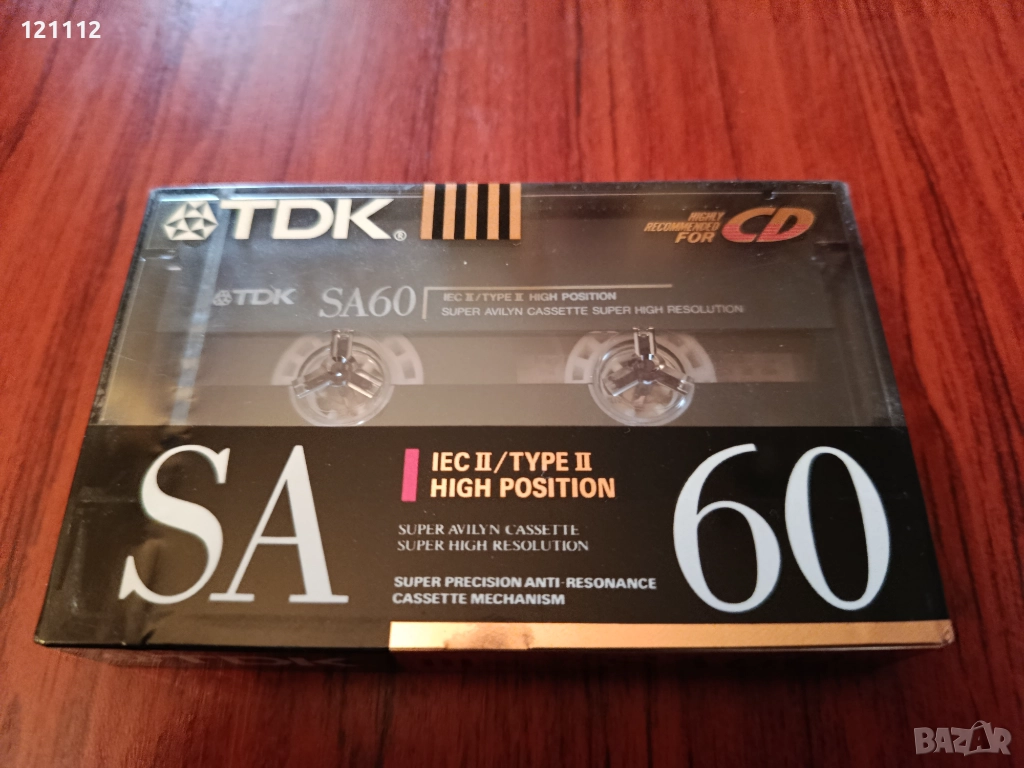 121112
TDK®
HIGHLY
RECOMMENDED
FOR CD
TDK SA60 IEC II/TYPE II HIGH POSITION
SUPER AVILYN CASSETTE SUPER HIGH RESOLUTION
SA 60
IEC II/TYPE II
HIGH POSITION
SUPER AVILYN CASSETTE
SUPER HIGH RESOLUTION
SUPER PRECISION ANTI-RESONANCE
CASSETTE MECHANISM
TDK
BAZAR